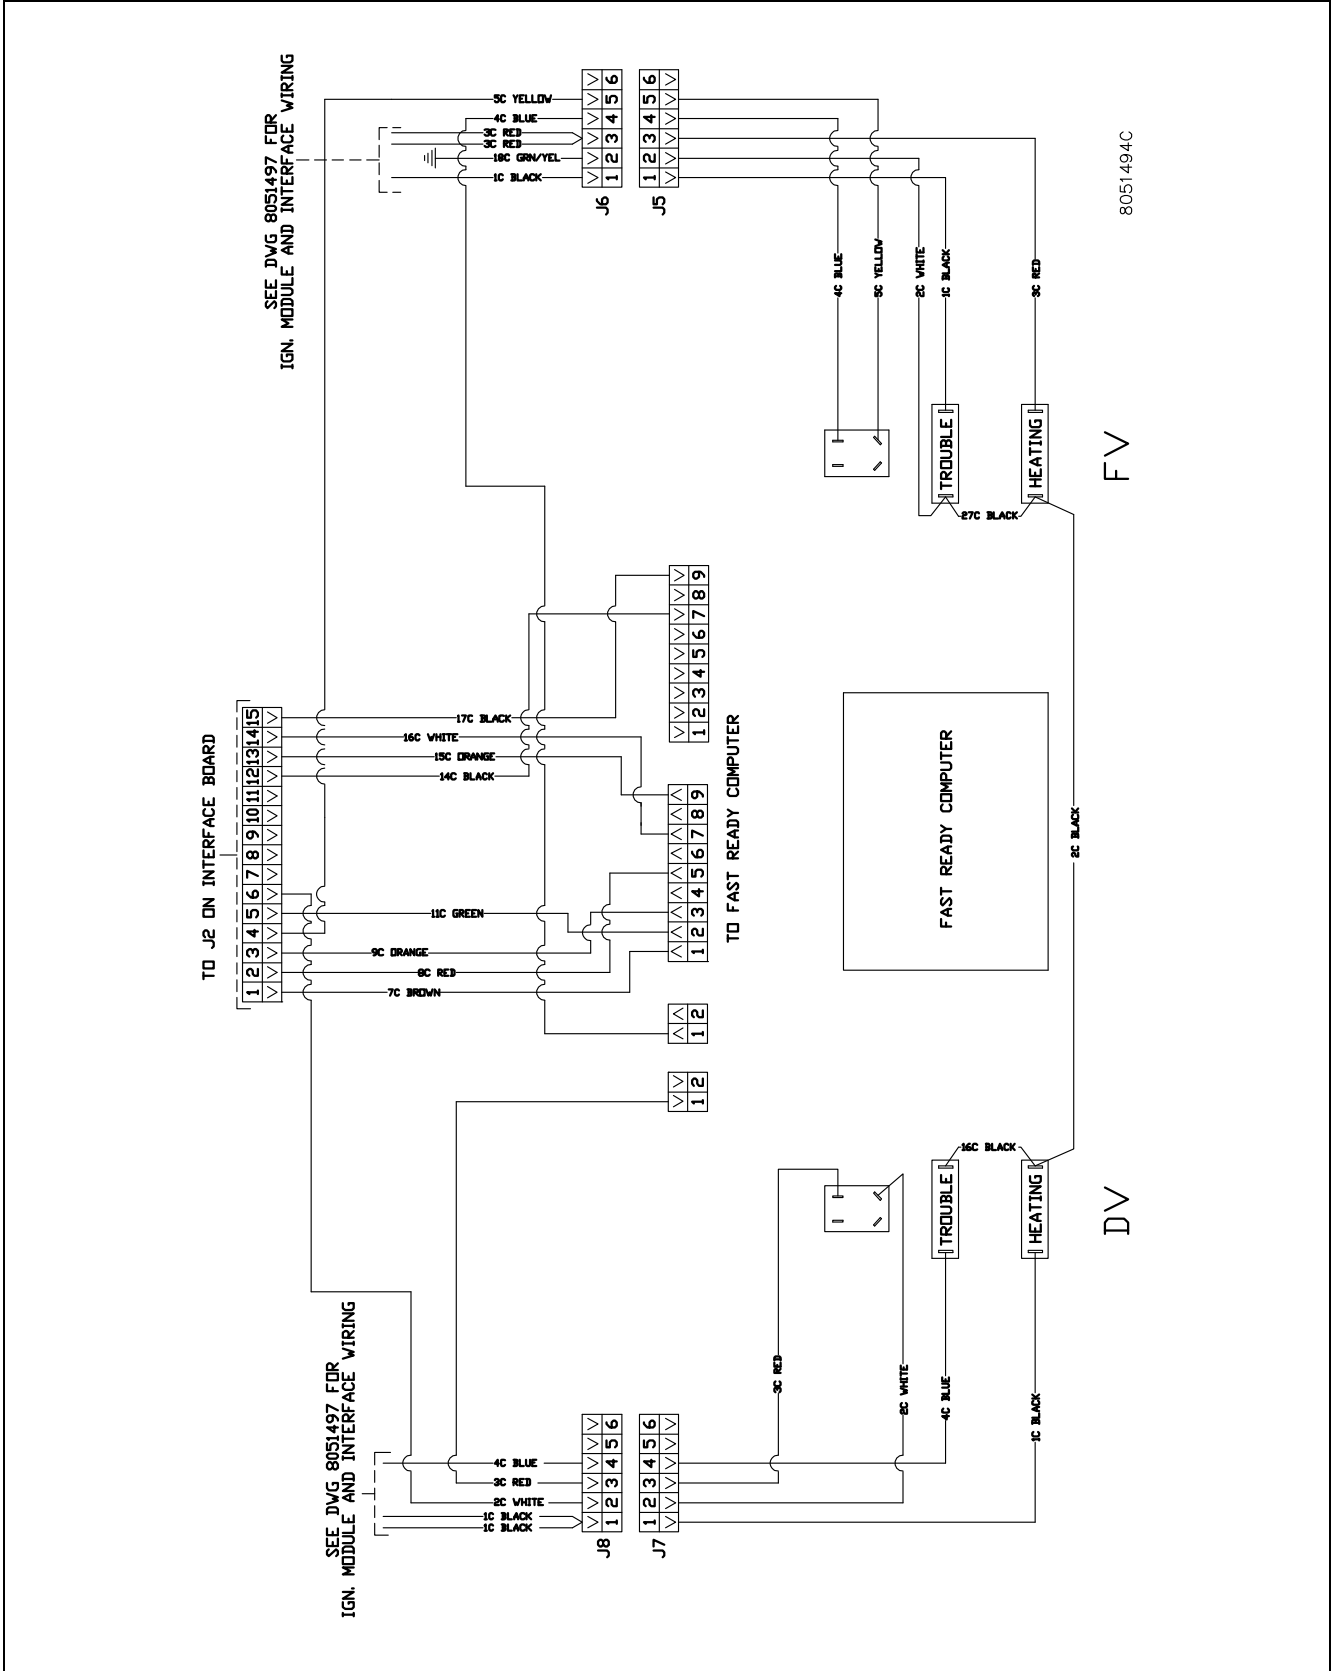 SEE DWG 8051497 FOR
IGN. MODULE AND INTERFACE WIRING
5C YELLOW
4C BLUE
3C RED
3C RED
18C GRN/YEL
1C BLACK
6
5
4
3
2
1
J6
6
5
4
3
2
1
J5
4C BLUE
5C YELLOW
2C WHITE
1C BLACK
3C RED
TROUBLE
HEATING
27C BLACK
FV
8051494C
TO J2 ON INTERFACE BOARD
15
14
13
12
11
10
9
8
7
6
5
4
3
2
1
17C BLACK
16C WHITE
15C ORANGE
14C BLACK
11C GREEN
9C ORANGE
8C RED
7C BROWN
9
8
7
6
5
4
3
2
1
9
8
7
6
5
4
3
2
1
TO FAST READY COMPUTER
2
1
2
1
FAST READY COMPUTER
2C BLACK
16C BLACK
TROUBLE
HEATING
DV
3C RED
2C WHITE
4C BLUE
1C BLACK
SEE DWG 8051497 FOR
IGN. MODULE AND INTERFACE WIRING
4C BLUE
3C RED
2C WHITE
1C BLACK
1C BLACK
6
5
4
3
2
1
J8
6
5
4
3
2
1
J7